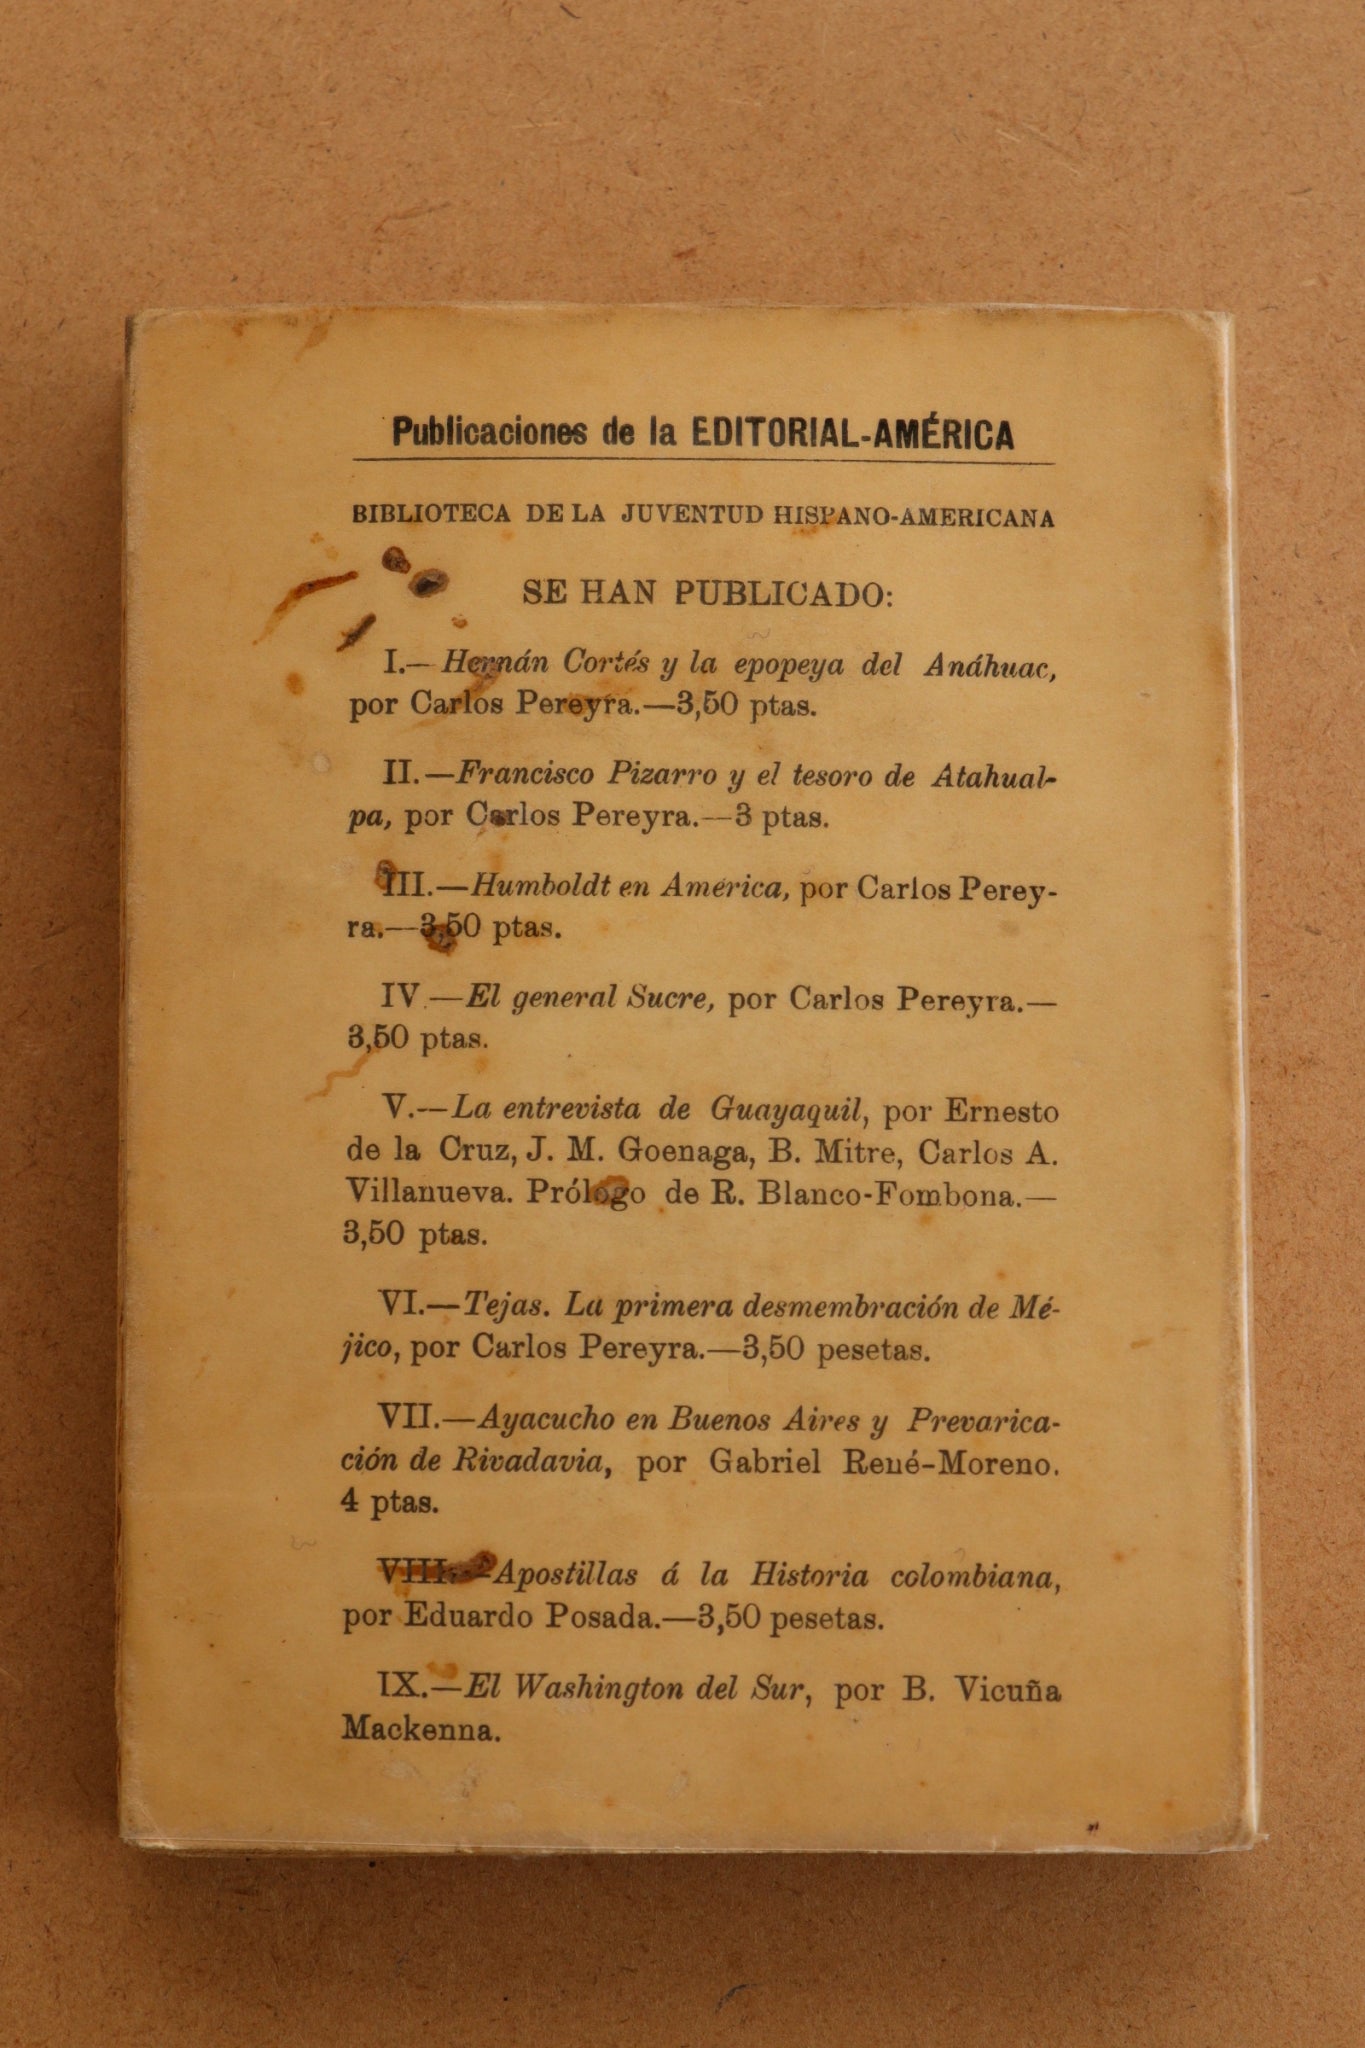 Publicaciones de la EDITORIAL-AMÉRICA
BIBLIOTECA DE LA JUVENTUD HISPANO-AMERICANA
SE HAN PUBLICADO:
I.—Hernán Cortés y la epopeya del Anáhuac,
por Carlos Pereyra.—3,50 ptas.
II.—Francisco Pizarro y el tesoro de Atahual-
pa, por Carlos Pereyra.—3 ptas.
III.—Humboldt en América, por Carlos Perey-
ra.—3,50 ptas.
IV.—El general Sucre, por Carlos Pereyra.—
3,50 ptas.
V.—La entrevista de Guayaquil, por Ernesto
de la Cruz, J. M. Goenaga, B. Mitre, Carlos A.
Villanueva. Prólogo de R. Blanco-Fombona.—
3,50 ptas.
VI.—Tejas. La primera desmembración de Mé-
jico, por Carlos Pereyra.—3,50 pesetas.
VII.—Ayacucho en Buenos Aires y Prevarica-
ción de Rivadavia, por Gabriel René-Moreno.
4 ptas.
VIII.—Apostillas á la Historia colombiana,
por Eduardo Posada.—3,50 pesetas.
IX.—El Washington del Sur, por B. Vicuña
Mackenna.